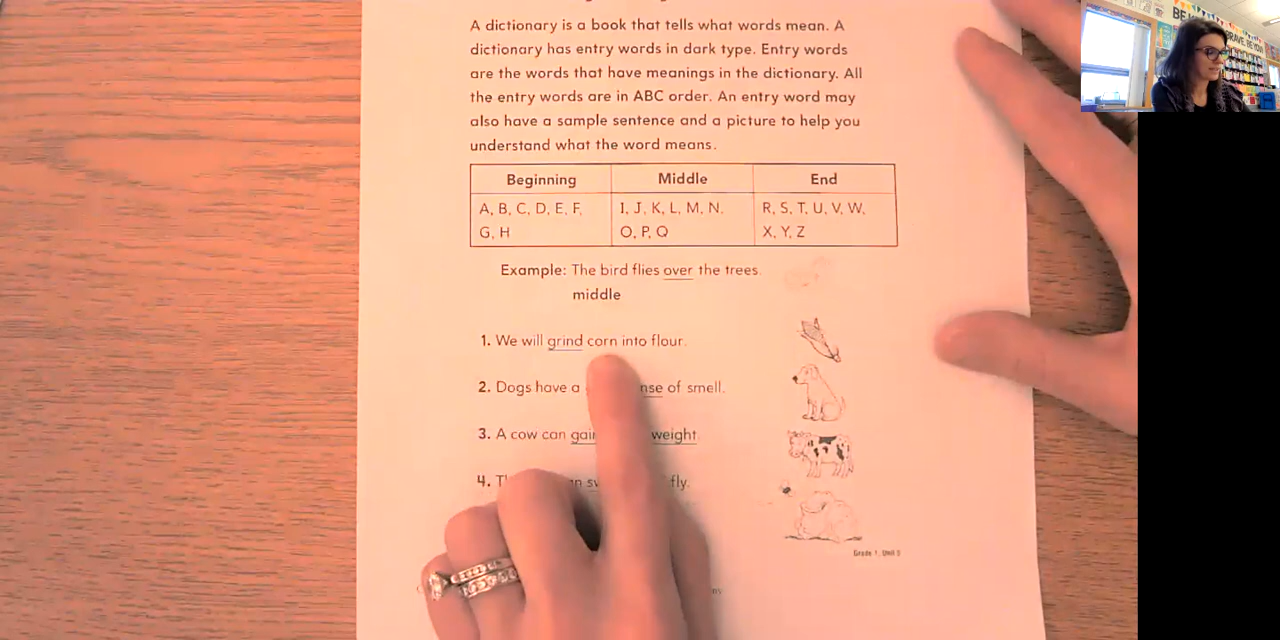 A dictionary is a book that tells what words mean. A
dictionary has entry words in dark type. Entry words
are the words that have meanings in the dictionary. All
the entry words are in ABC order. An entry word may
also have a sample sentence and a picture to help you
understand what the word means.
Beginning Middle End
A, B, C, D, E, F, I, J, K, L, M, N, R, S, T, U, V, W,
G, H O, P, Q X, Y, Z
Example: The bird flies over the trees.
middle
1. We will grind corn into flour.
2. Dogs have a of smell.
3. A cow can weight.
4. fly.
Grade 1, Unit 5